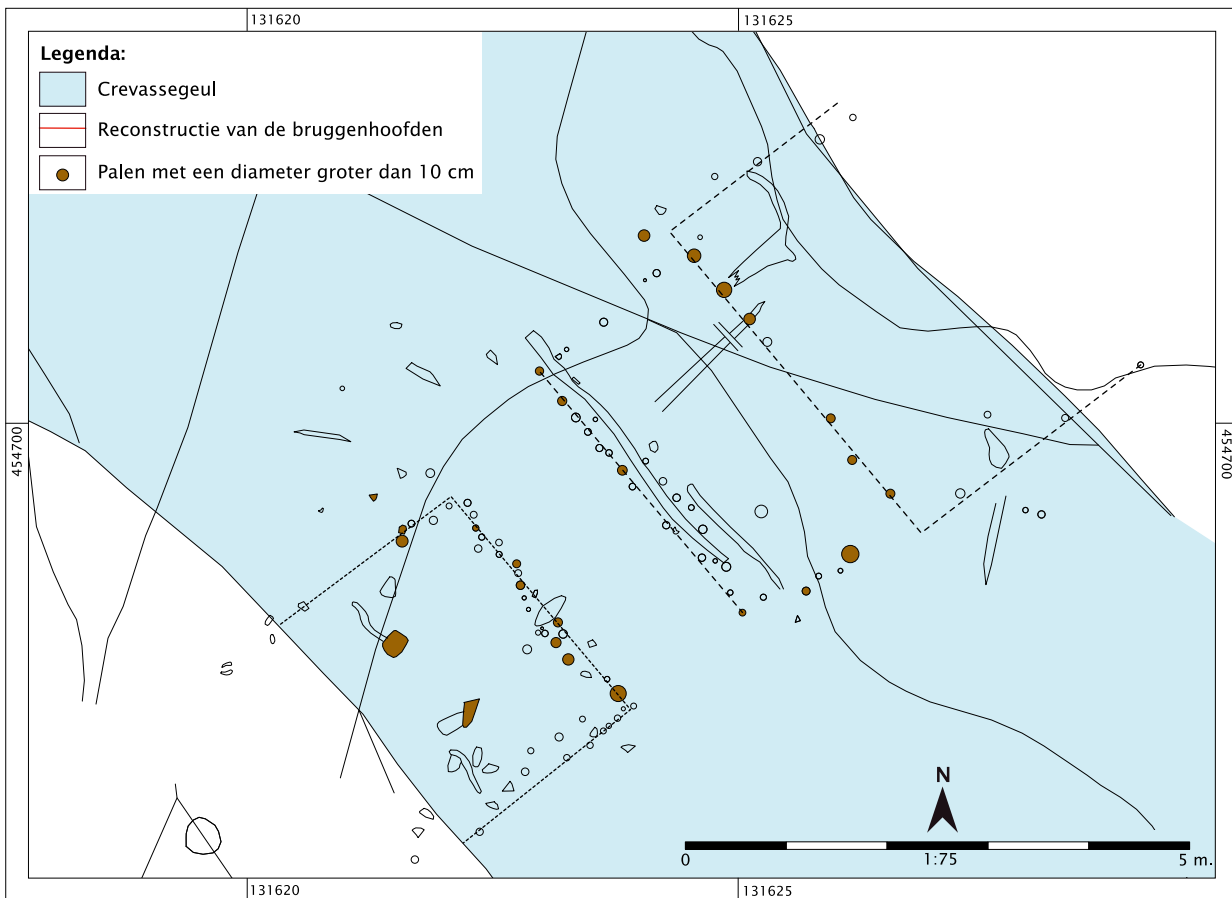 131620
131625
Legenda:
Crevassegeul
Reconstructie van de bruggenhoofden
Palen met een diameter groter dan 10 cm
454700
454700
N
0
1:75
5 m.
131620
131625